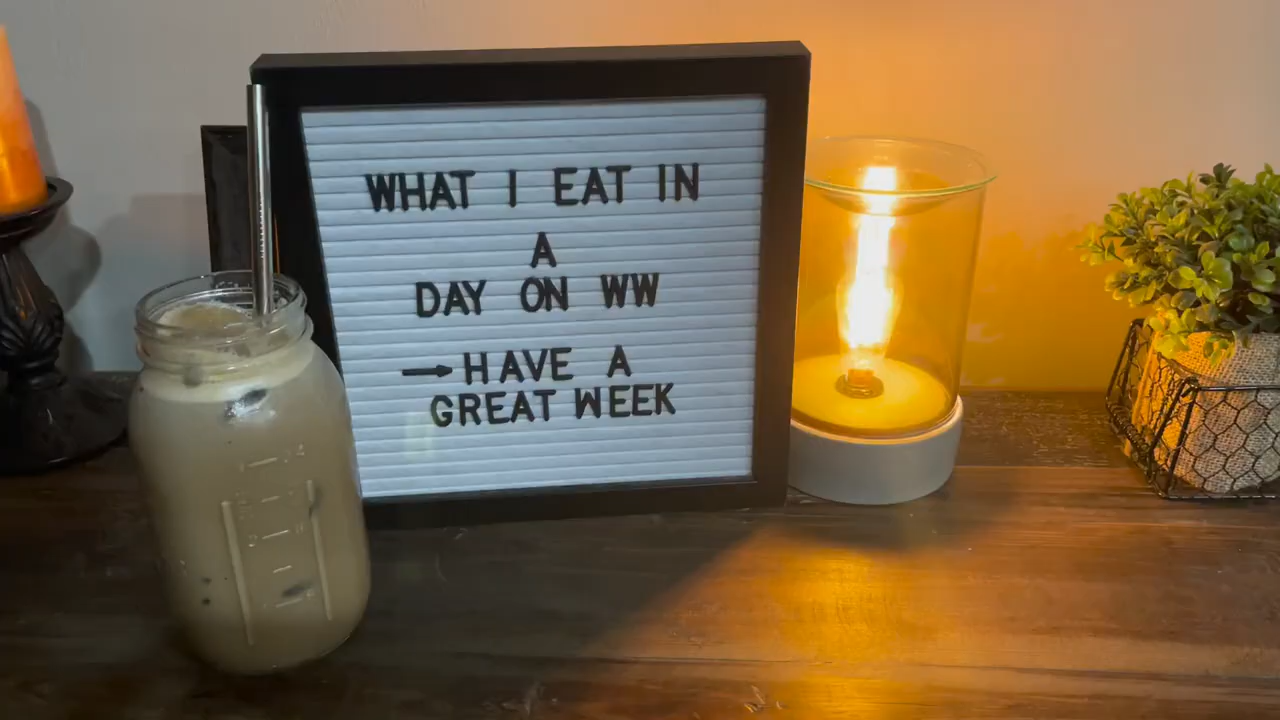 WHAT I EAT IN
A
DAY ON WW
→HAVE A
GREAT WEEK